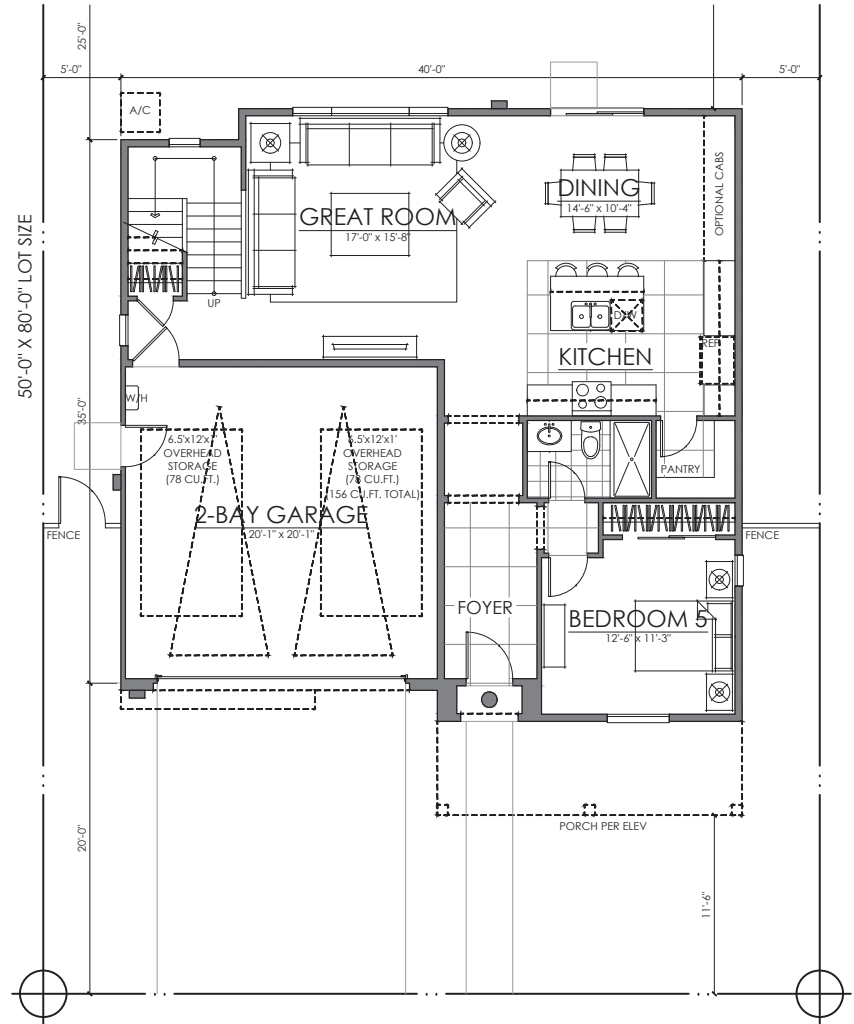 25'-0"
5'-0"
40'-0"
5'-0"
A/C
OPTIONAL CABS
DINING
14'-6" x 10'-4"
GREAT ROOM
17'-0" x 15'-8"
50'-0" X 80'-0" LOT SIZE
UP
D/W
REF
KITCHEN
W/H
35'-0"
6.5'x12'x1'
OVERHEAD
STORAGE
(78 CU.FT.)
6.5'x12'x1'
OVERHEAD
STORAGE
(78 CU.FT.)
(156 CU.FT. TOTAL)
PANTRY
2-BAY GARAGE
20'-1" x 20'-1"
FENCE
FENCE
FOYER
BEDROOM 5
12'-6" x 11'-3"
PORCH PER ELEV
20'-0"
11'-6"